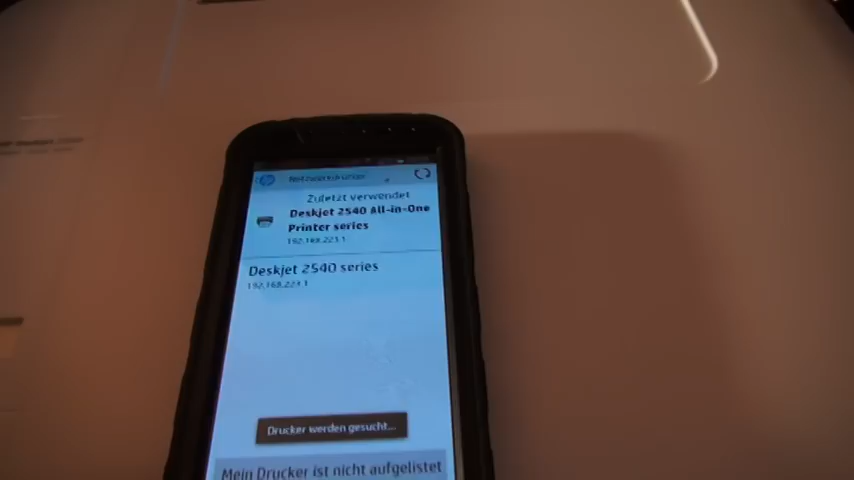 Netzwerkdrucker
Zuletzt verwendet
Deskjet 2540 All-in-One
Printer series
192.168.223.1
Deskjet 2540 series
192.168.223.1
Drucker werden gesucht...
Mein Drucker ist nicht aufgelistet